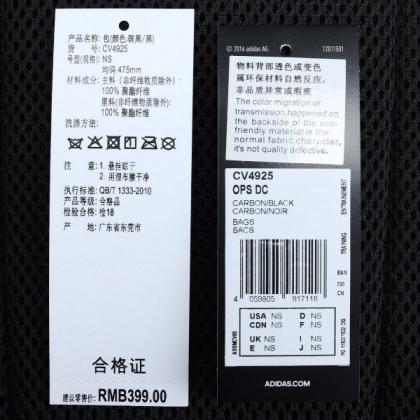 产品名称: 包(颜色:碳黑/黑)
货 号: CV4925
号型(规格): NS
均码 475mm
材料成分: 主料 (非纤维物质除外):
100% 聚酯纤维
里料(非纤维物质除外):
100% 聚酯纤维
洗涤方法:
注 意: 1. 悬挂晾干
2. 用湿布擦干净
执行标准: QB/T 1333-2010
产品等级: 合格品
检验合格: 检18
产 地: 广东省东莞市
合格证
建议零售价: RMB399.00
© 2016 adidas AG.
12011501
物料背部透色或变色,
属环保材料自然反应,
非品质异常或瑕疵
The color migration or
transmission happened on
the backside of the eco-
friendly material is the
normal fabric character,
it's not quality defective.
CV4925
OPS DC
CARBON/BLACK
CARBON/NOIR
BAGS
SACS
TRAINING
ENTRAINEMENT
EAN
720
CN
4 059805 917118
USA NS D NS
CDN NS F NS
UK NS I NS
E NS J NS
ADIDAS.COM